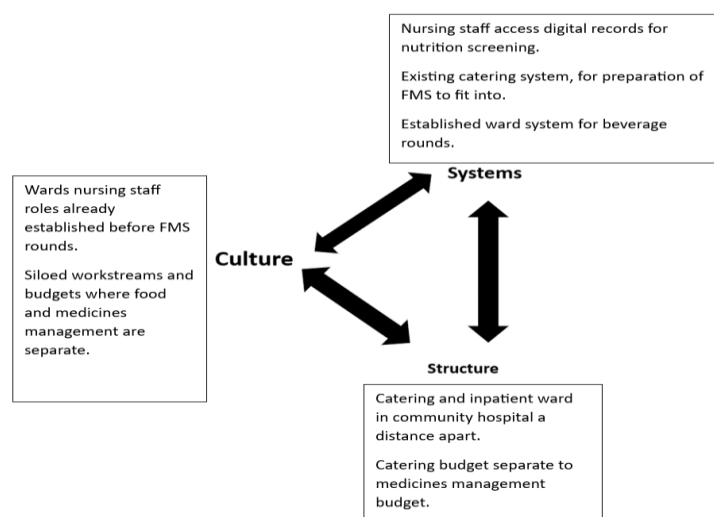 Nursing staff access digital records for
nutrition screening.
Existing catering system, for preparation of
FMS to fit into.
Established ward system for beverage
rounds.
Systems
Wards nursing staff
roles already
established before FMS
rounds.
Siloed workstreams and
budgets where food
and medicines
management are
separate.
Culture
Structure
Catering and inpatient ward
in community hospital a
distance apart.
Catering budget separate to
medicines management
budget.